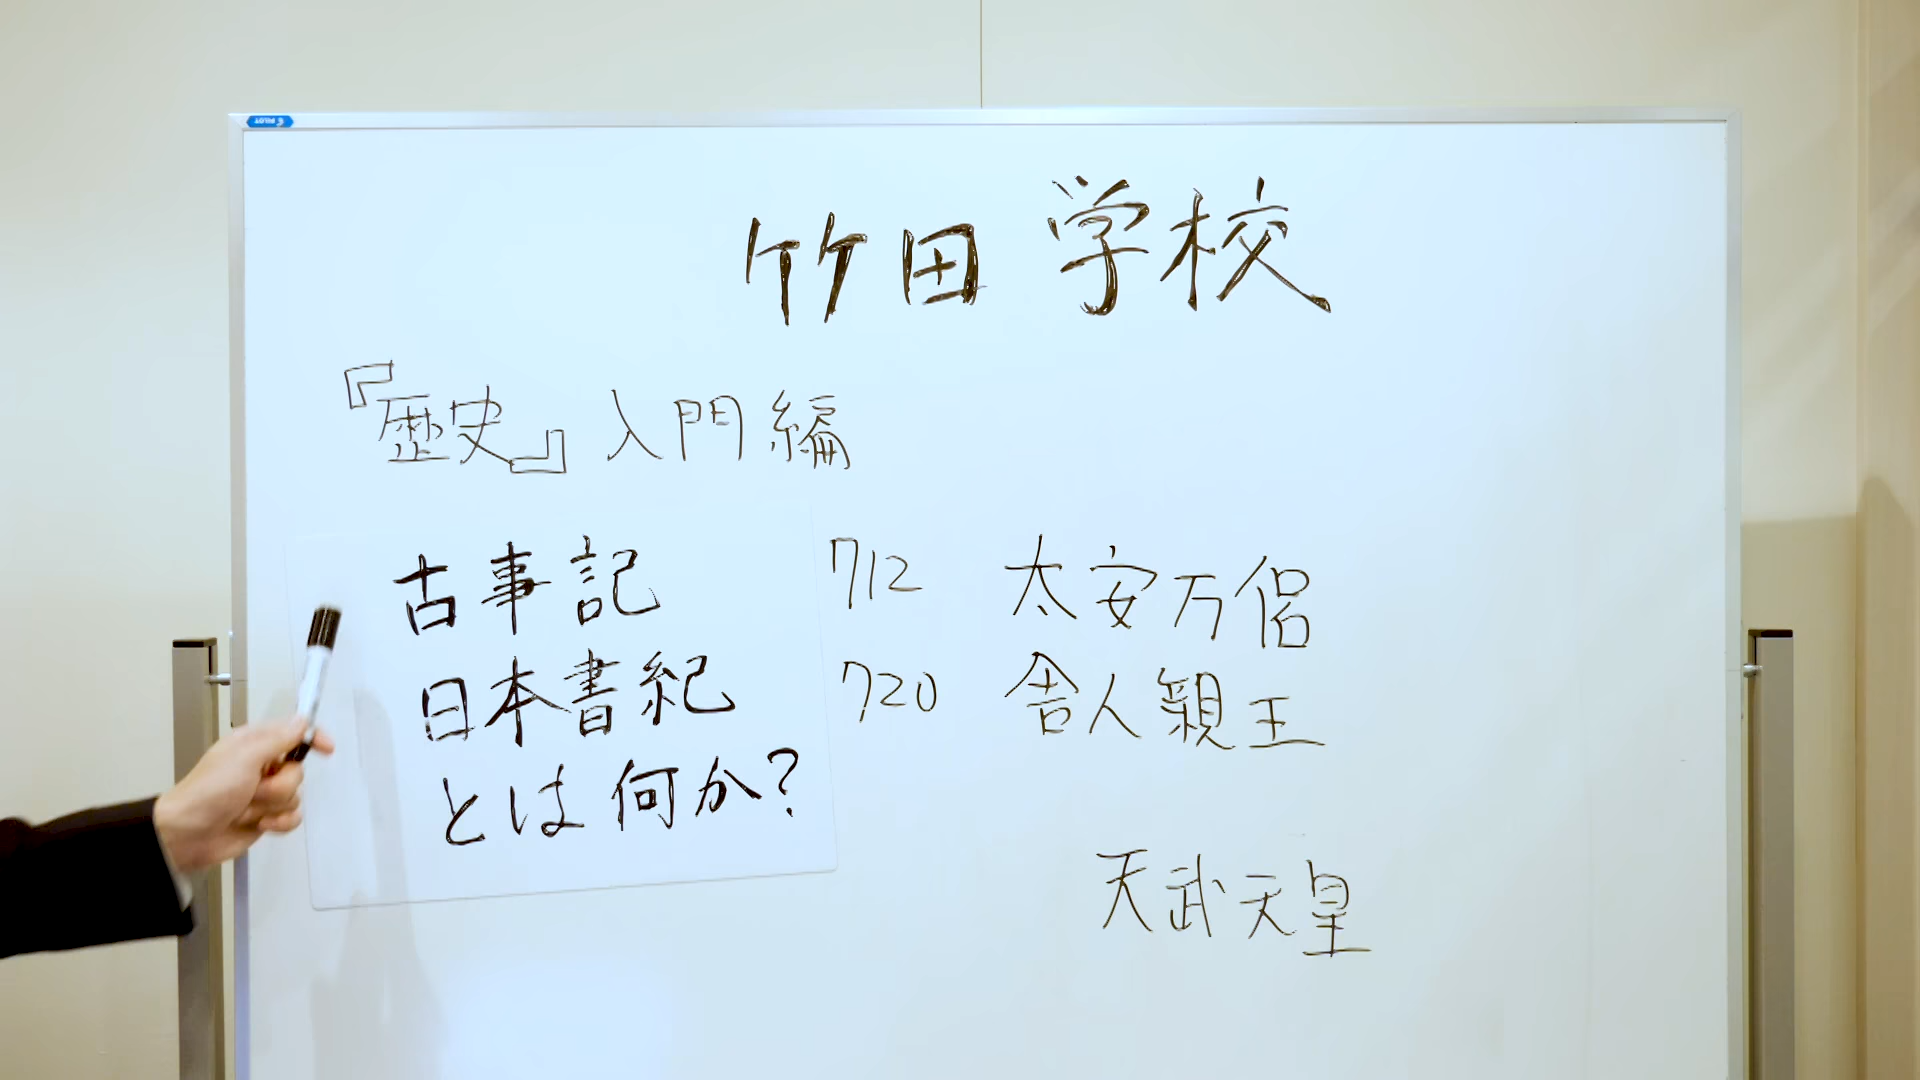 PILOT
竹田学校
『歴史』入門編
古事記 712 太安万侶
日本書紀 720 舎人親王
とは何か?
天武天皇